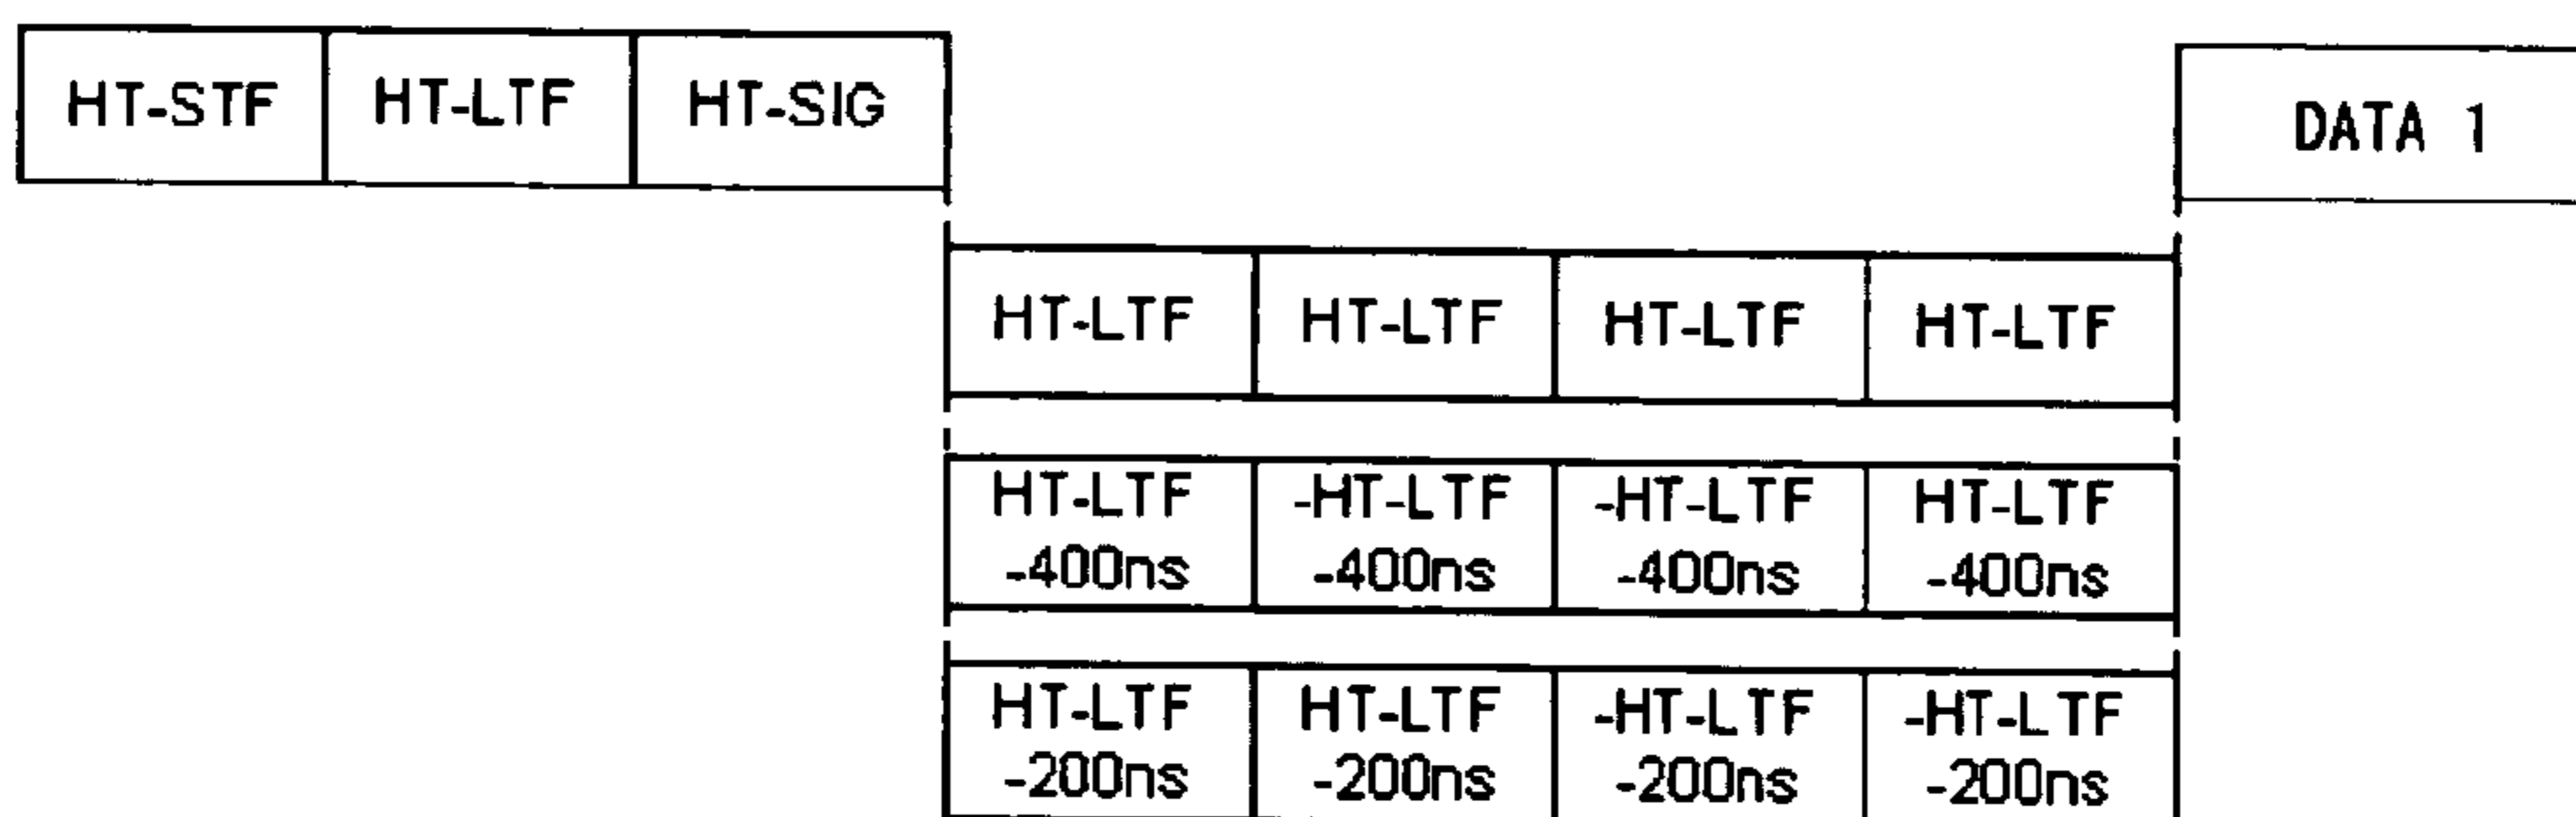 HT-STF HT-LTF HT-SIG DATA 1
HT-LTF HT-LTF HT-LTF HT-LTF
HT-LTF -HT-LTF -HT-LTF HT-LTF
-400ns -400ns -400ns -400ns
HT-LTF HT-LTF -HT-LTF -HT-LTF
-200ns -200ns -200ns -200ns